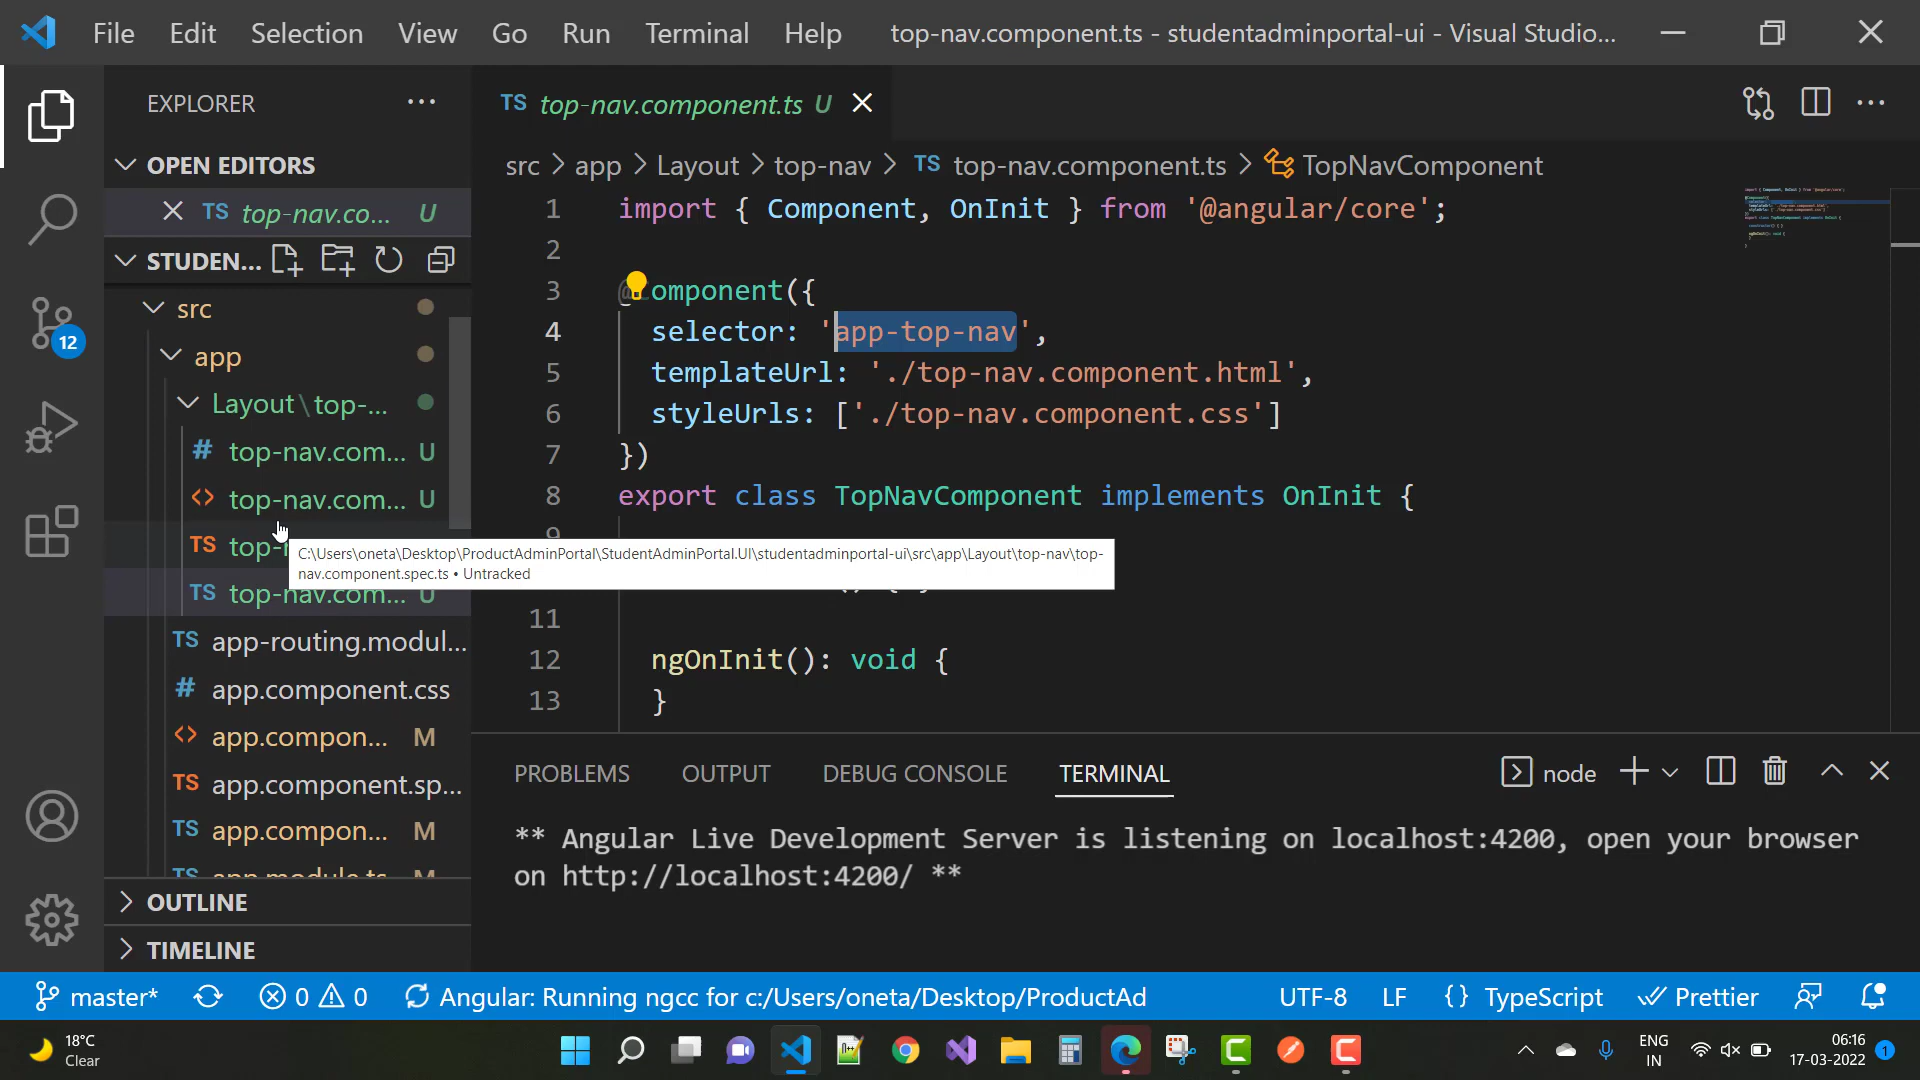 File Edit Selection View Go Run Terminal Help top-nav.component.ts - studentadminportal-ui - Visual Studio...
EXPLORER ...
TS top-nav.component.ts U
OPEN EDITORS
TS top-nav.co... U
src > app > Layout > top-nav > TS top-nav.component.ts > TopNavComponent
STUDEN...
src
app
Layout\top-...
# top-nav.com... U
<> top-nav.com... U
TS top-
TS top-nav.com... U
TS app-routing.modul...
# app.component.css
<> app.compon... M
TS app.component.sp...
TS app.compon... M
TS app.module.ts M
OUTLINE
TIMELINE
12
1 import { Component, OnInit } from '@angular/core';
2
3 @Component({
4 selector: 'app-top-nav',
5 templateUrl: './top-nav.component.html',
6 styleUrls: ['./top-nav.component.css']
7 })
8 export class TopNavComponent implements OnInit {
9
C:\Users\oneta\Desktop\ProductAdminPortal\StudentAdminPortal.UI\studentadminportal-ui\src\app\Layout\top-nav\top-
nav.component.spec.ts • Untracked
11
12 ngOnInit(): void {
13 }
PROBLEMS OUTPUT DEBUG CONSOLE TERMINAL node
** Angular Live Development Server is listening on localhost:4200, open your browser
on http://localhost:4200/ **
master* 0 0 Angular: Running ngcc for c:/Users/oneta/Desktop/ProductAd UTF-8 LF {} TypeScript Prettier
18°C
Clear
ENG
IN
06:16
17-03-2022
1